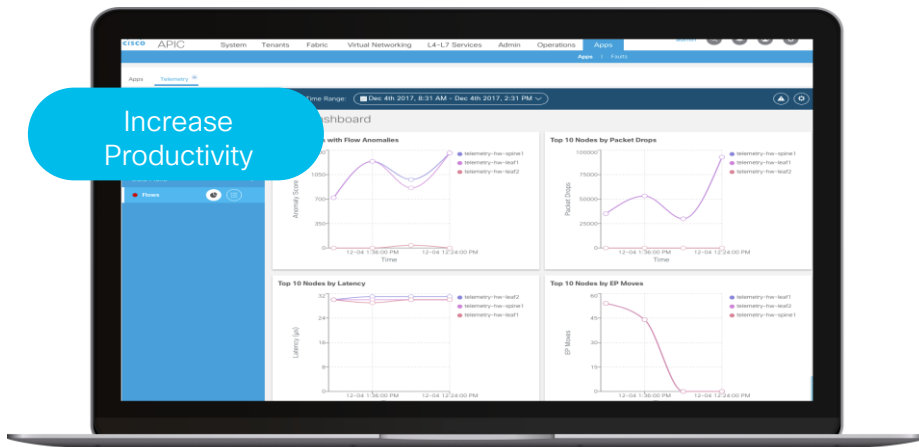 CISCO APIC System Tenants Fabric Virtual Networking L4-L7 Services Admin Operations Apps
Apps | Faults
Apps Telemetry
Time Range: Dec 4th 2017, 8:31 AM - Dec 4th 2017, 2:31 PM
Increase
Productivity
Flows
with Flow Anomalies
1050
700
350
0
Anomaly Score
12-04 1:36:00 PM 12-04 12:24:00 PM
Time
telemetry-hw-spine1
telemetry-hw-leaf1
telemetry-hw-leaf2
Top 10 Nodes by Packet Drops
100000
75000
50000
25000
0
Packet Drops
12-04 1:36:00 PM 12-04 12:24:00 PM
Time
telemetry-hw-spine1
telemetry-hw-leaf1
telemetry-hw-leaf2
Top 10 Nodes by Latency
32
24
16
8
0
Latency (µs)
12-04 1:36:00 PM 12-04 12:24:00 PM
telemetry-hw-leaf2
telemetry-hw-spine1
telemetry-hw-leaf1
Top 10 Nodes by EP Moves
60
45
30
15
0
EP Moves
12-04 1:36:00 PM 12-04 12:24:00 PM
telemetry-hw-leaf1
telemetry-hw-leaf2
telemetry-hw-spine1